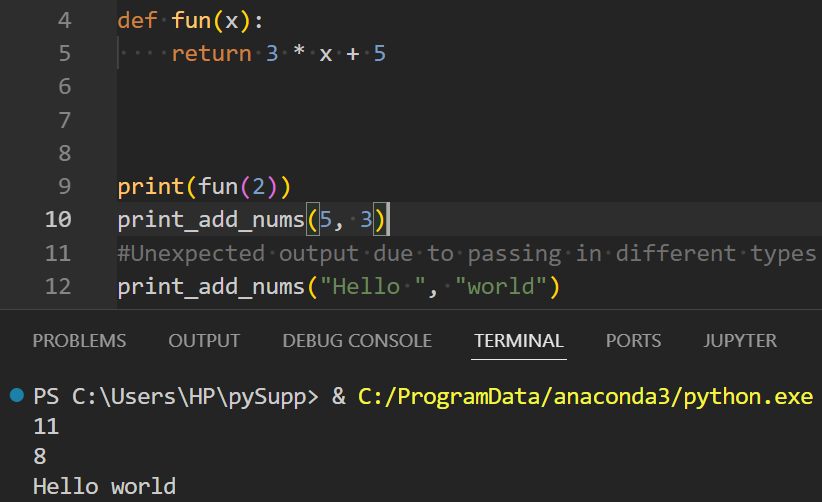 4 def fun(x):
5 return 3 * x + 5
6
7
8
9 print(fun(2))
10 print_add_nums(5, 3)
11 #Unexpected output due to passing in different types
12 print_add_nums("Hello ", "world")
PROBLEMS OUTPUT DEBUG CONSOLE TERMINAL PORTS JUPYTER
PS C:\Users\HP\pySupp> & C:/ProgramData/anaconda3/python.exe
11
8
Hello world